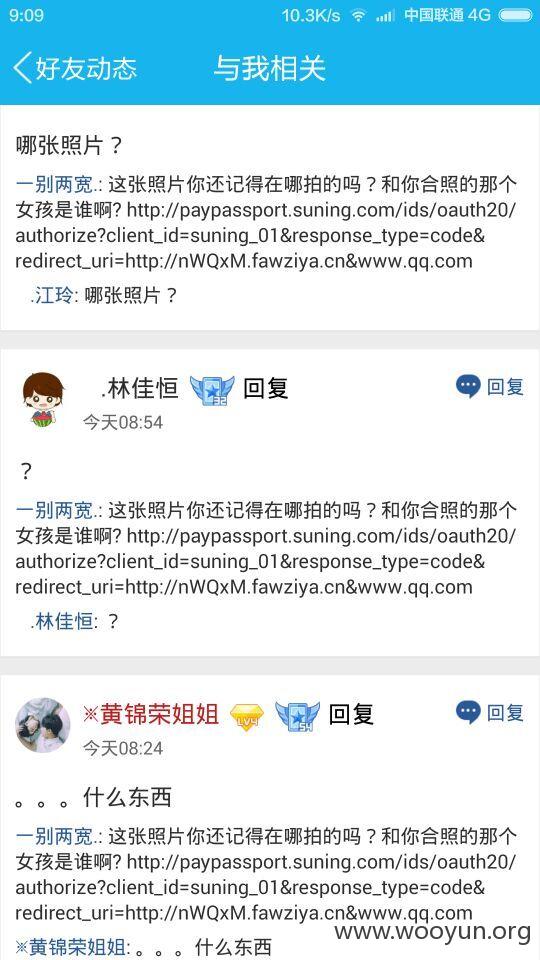 9:09 10.3K/s 中国联通 4G
好友动态 与我相关
哪张照片？
一别两宽.: 这张照片你还记得在哪拍的吗？和你合照的那个
女孩是谁啊? http://paypassport.suning.com/ids/oauth20/
authorize?client_id=suning_01&response_type=code&
redirect_uri=http://nWQxM.fawziya.cn&www.qq.com
.江玲: 哪张照片？
.林佳恒 32 回复 回复
今天08:54
？
一别两宽.: 这张照片你还记得在哪拍的吗？和你合照的那个
女孩是谁啊? http://paypassport.suning.com/ids/oauth20/
authorize?client_id=suning_01&response_type=code&
redirect_uri=http://nWQxM.fawziya.cn&www.qq.com
.林佳恒: ？
※黄锦荣姐姐 LV4 54 回复 回复
今天08:24
。。。什么东西
一别两宽.: 这张照片你还记得在哪拍的吗？和你合照的那个
女孩是谁啊? http://paypassport.suning.com/ids/oauth20/
authorize?client_id=suning_01&response_type=code&
redirect_uri=http://nWQxM.fawziya.cn&www.qq.com
www.wooyun.org
※黄锦荣姐姐: 。。。什么东西